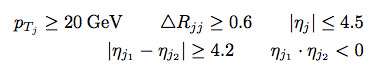 p_{T_j} ≥ 20 GeV △R_{jj} ≥ 0.6 |η_j| ≤ 4.5
|η_{j_1} − η_{j_2}| ≥ 4.2 η_{j_1} · η_{j_2} < 0